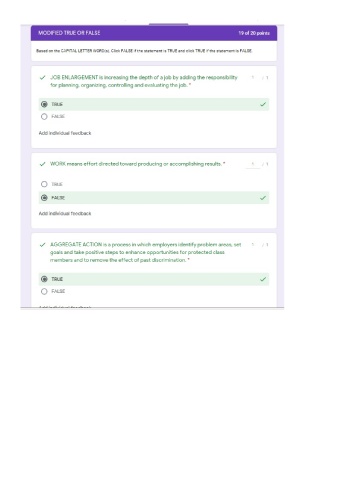 MODIFIED TRUE OR FALSE 19 of 20 points
Based on the CAPITAL LETTER WORD/s). Click FALSE if the statement is TRUE and click TRUE if the statement is FALSE.
JOB ENLARGEMENT is increasing the depth of a job by adding the responsibility 1 / 1
for planning, organizing, controlling and evaluating the job. *
TRUE
FALSE
Add individual feedback
WORK means effort directed toward producing or accomplishing results. * 1 / 1
TRUE
FALSE
Add individual feedback
AGGREGATE ACTION is a process in which employers identify problem areas, set 1 / 1
goals and take positive steps to enhance opportunities for protected class
members and to remove the effect of past discrimination. *
TRUE
FALSE
Add individual feedback